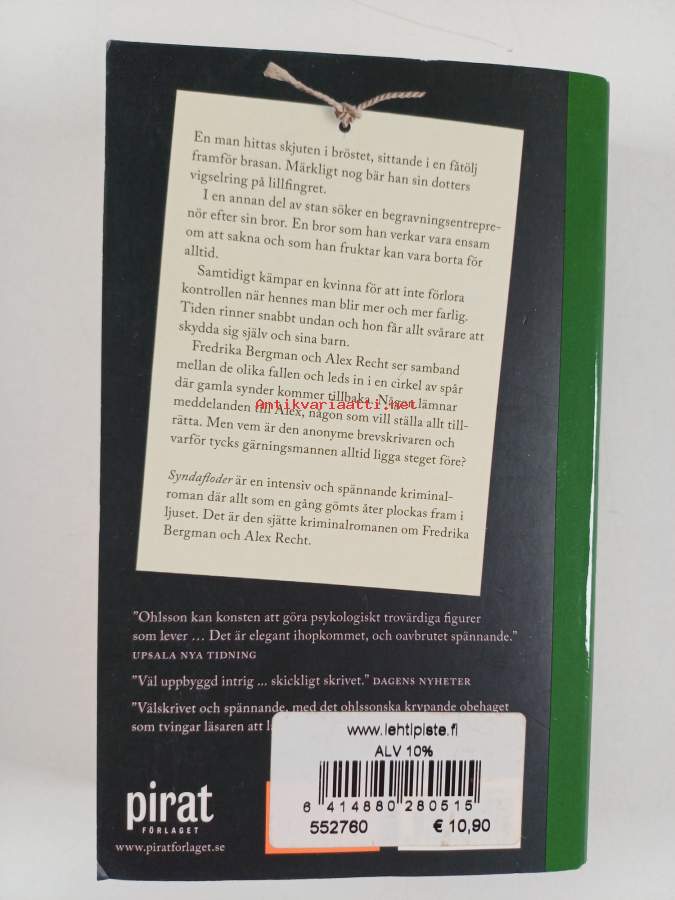 En man hittas skjuten i bröstet, sittande i en fåtölj
framför brasan. Märkligt nog bär han sin dotters
vigselring på lillfingret.
I en annan del av stan söker en begravningsentrepre-
nör efter sin bror. En bror som han verkar vara ensam
om att sakna och som han fruktar kan vara borta för
alltid.
Samtidigt kämpar en kvinna för att inte förlora
kontrollen när hennes man blir mer och mer farlig.
Tiden rinner snabbt undan och hon får allt svårare att
skydda sig själv och sina barn.
Fredrika Bergman och Alex Recht ser samband
mellan de olika fallen och leds in i en cirkel av spår
där gamla synder kommer tillbaka. Någon lämnar
Antikvariaatti.net
meddelanden till Alex, någon som vill ställa allt till-
rätta. Men vem är den anonyme brevskrivaren och
varför tycks gärningsmannen alltid ligga steget före?
Syndafloder är en intensiv och spännande kriminal-
roman där allt som en gång gömts åter plockas fram i
ljuset. Det är den sjätte kriminalromanen om Fredrika
Bergman och Alex Recht.
"Ohlsson kan konsten att göra psykologiskt trovärdiga figurer
som lever … Det är elegant ihopkommet, och oavbrutet spännande."
UPSALA NYA TIDNING
"Väl uppbyggd intrig ... skickligt skrivet." DAGENS NYHETER
"Välskrivet och spännande, med det ohlssonska krypande obehaget
som tvingar läsaren att
www.lehtipiste.fi
ALV 10%
6 414880 280515
552760 € 10,90
pirat
FÖRLAGET
www.piratforlaget.se